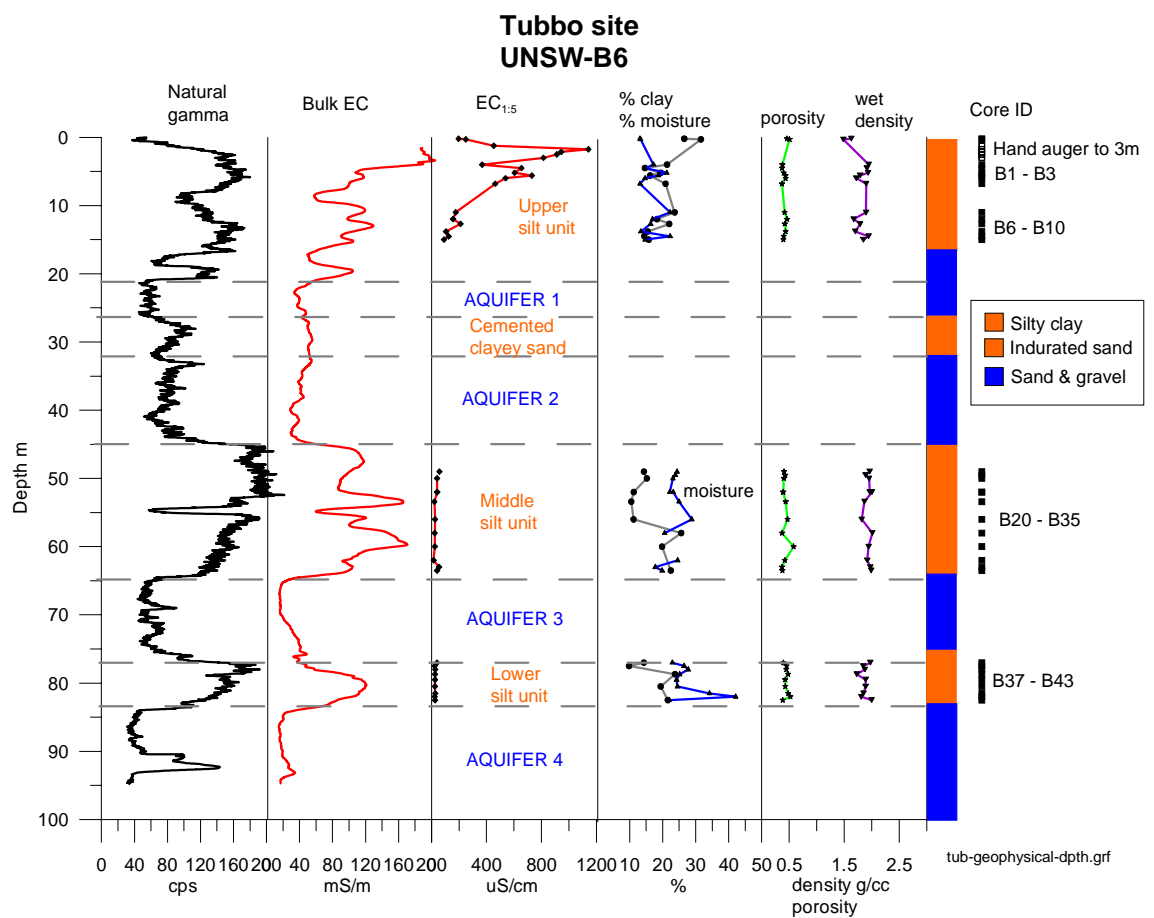 Tubbo site
UNSW-B6
Natural
gamma
Bulk EC
EC1:5
% clay
% moisture
porosity
wet
density
Core ID
0
10
20
30
40
50
60
70
80
90
100
Depth m
Hand auger to 3m
B1 - B3
B6 - B10
B20 - B35
B37 - B43
Upper
silt unit
AQUIFER 1
Cemented
clayey sand
AQUIFER 2
Middle
silt unit
moisture
AQUIFER 3
Lower
silt unit
AQUIFER 4
Silty clay
Indurated sand
Sand & gravel
0 40 80 120 160 200
40 80 120 160 200
400 800 1200
10 20 30 40 50
0.5 1.5 2.5
cps
mS/m
uS/cm
%
density g/cc
porosity
tub-geophysical-dpth.grf